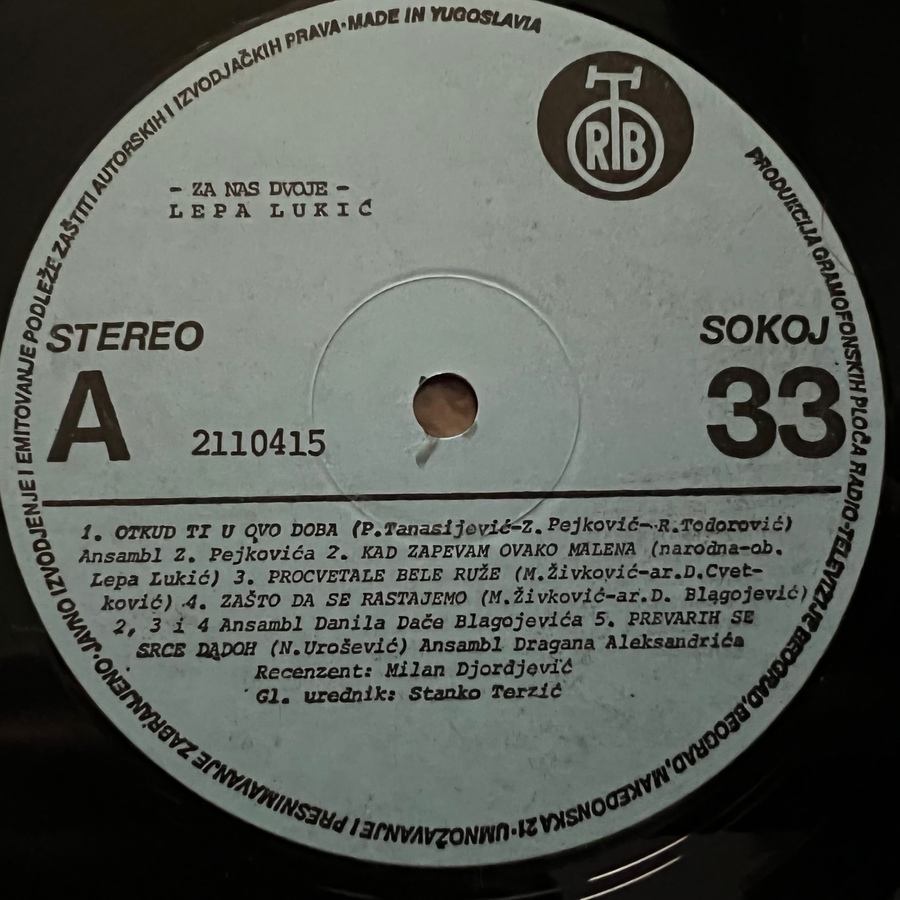 PRODUKCIJA GRAMOFONSKIH PLOČA RADIO-TELEVIZIJE BEOGRAD, BEOGRAD, MAKEDONSKA 21 · UMNOŽAVANJE I PRESNIMAVANJE ZABRANJENO · JAVNO IZVODJENJE I EMITOVANJE PODLEŽE ZAŠTITI AUTORSKIH I IZVODJAČKIH PRAVA · MADE IN YUGOSLAVIA
RTB
- ZA NAS DVOJE -
LEPA LUKIĆ
STEREO
SOKOJ
A
33
2110415
1. OTKUD TI U OVO DOBA (P.Tanasijević-Z. Pejković-R.Todorović)
Ansambl Z. Pejkovića 2. KAD ZAPEVAM OVAKO MALENA (narodna-ob.
Lepa Lukić) 3. PROCVETALE BELE RUŽE (M.Živković-ar.D.Cvet-
ković) 4. ZAŠTO DA SE RASTAJEMO (M.Živković-ar.D. Blagojević)
2, 3 i 4 Ansambl Danila Dače Blagojevića 5. PREVARIH SE
SRCE DADOH (N.Urošević) Ansambl Dragana Aleksandrića
Recenzent: Milan Djordjević
Gl. urednik: Stanko Terzić